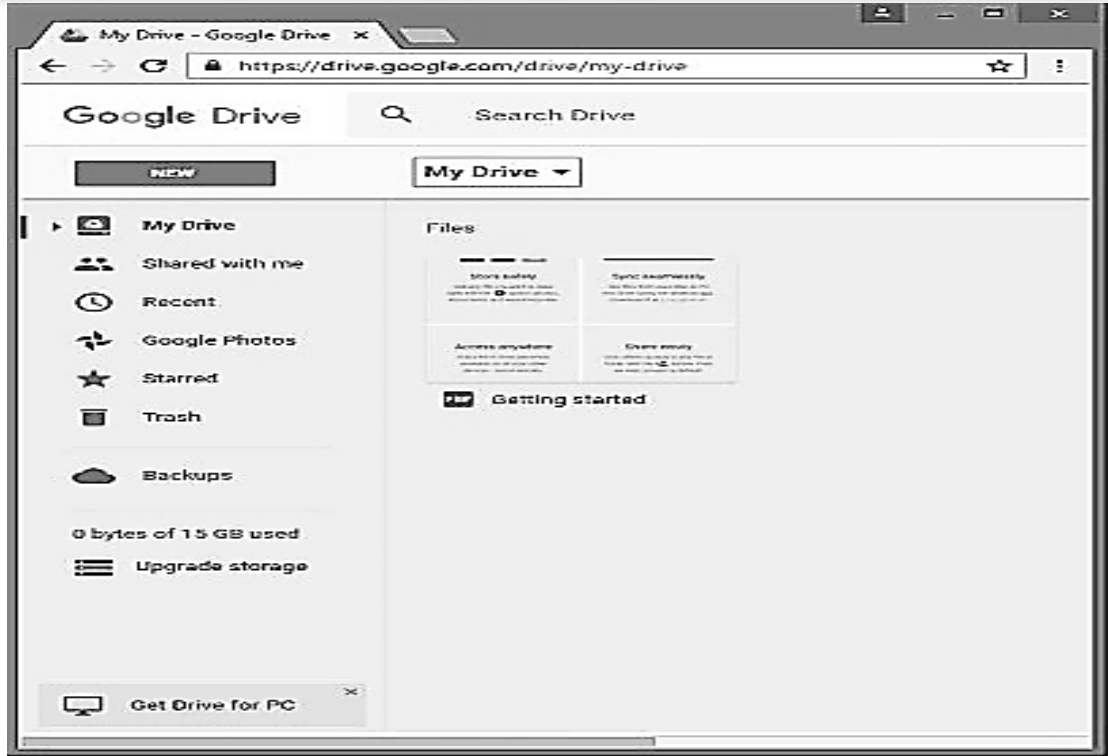 My Drive - Google Drive
https://drive.google.com/drive/my-drive
Google Drive
Search Drive
NEW
My Drive
My Drive
Shared with me
Recent
Google Photos
Starred
Trash
Backups
0 bytes of 15 GB used
Upgrade storage
Get Drive for PC
Files
Store safely
Sync seamlessly
Access anywhere
Share easily
PDF
Getting started